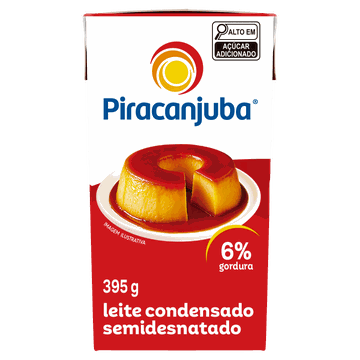 ALTO EM
AÇÚCAR
ADICIONADO
Piracanjuba®
IMAGEM ILUSTRATIVA
6%
gordura
395 g
leite condensado
semidesnatado